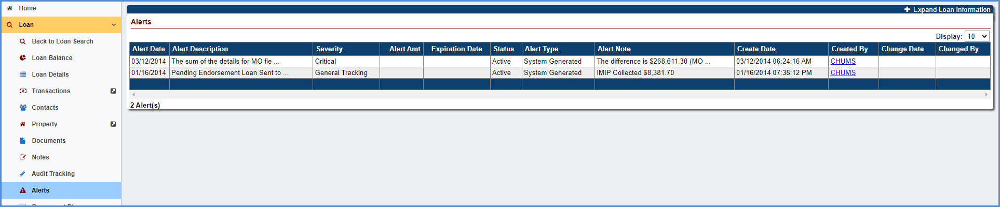 Home
Loan
Back to Loan Search
Loan Balance
Loan Details
Transactions
Contacts
Property
Documents
Notes
Audit Tracking
Alerts
Expand Loan Information
Alerts
Display: 10
Alert Date Alert Description Severity Alert Amt Expiration Date Status Alert Type Alert Note Create Date Created By Change Date Changed By
03/12/2014 The sum of the details for MO fie ... Critical Active System Generated The difference is $268,611.30 (MO ... 03/12/2014 06:24:16 AM CHUMS
01/16/2014 Pending Endorsement Loan Sent to ... General Tracking Active System Generated IMIP Collected $8,381.70 01/16/2014 07:38:12 PM CHUMS
2 Alert(s)